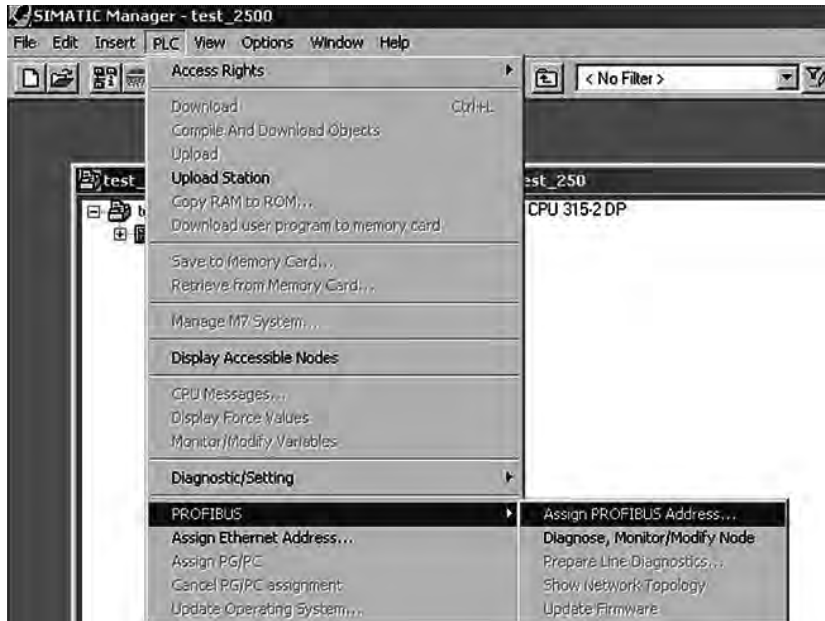 SIMATIC Manager - test_2500
File Edit Insert PLC View Options Window Help
Access Rights
< No Filter >
Download Ctrl+L
Compile And Download Objects
Upload
test_
est_250
Upload Station
CPU 315-2 DP
Copy RAM to ROM...
Download user program to memory card
Save to Memory Card...
Retrieve from Memory Card...
Manage M7 System...
Display Accessible Nodes
CPU Messages...
Display Force Values
Monitor/Modify Variables
Diagnostic/Setting
PROFIBUS
Assign PROFIBUS Address...
Assign Ethernet Address...
Diagnose, Monitor/Modify Node
Assign PG/PC
Prepare Line Diagnostics...
Cancel PG/PC assignment
Show Network Topology
Update Operating System...
Update Firmware